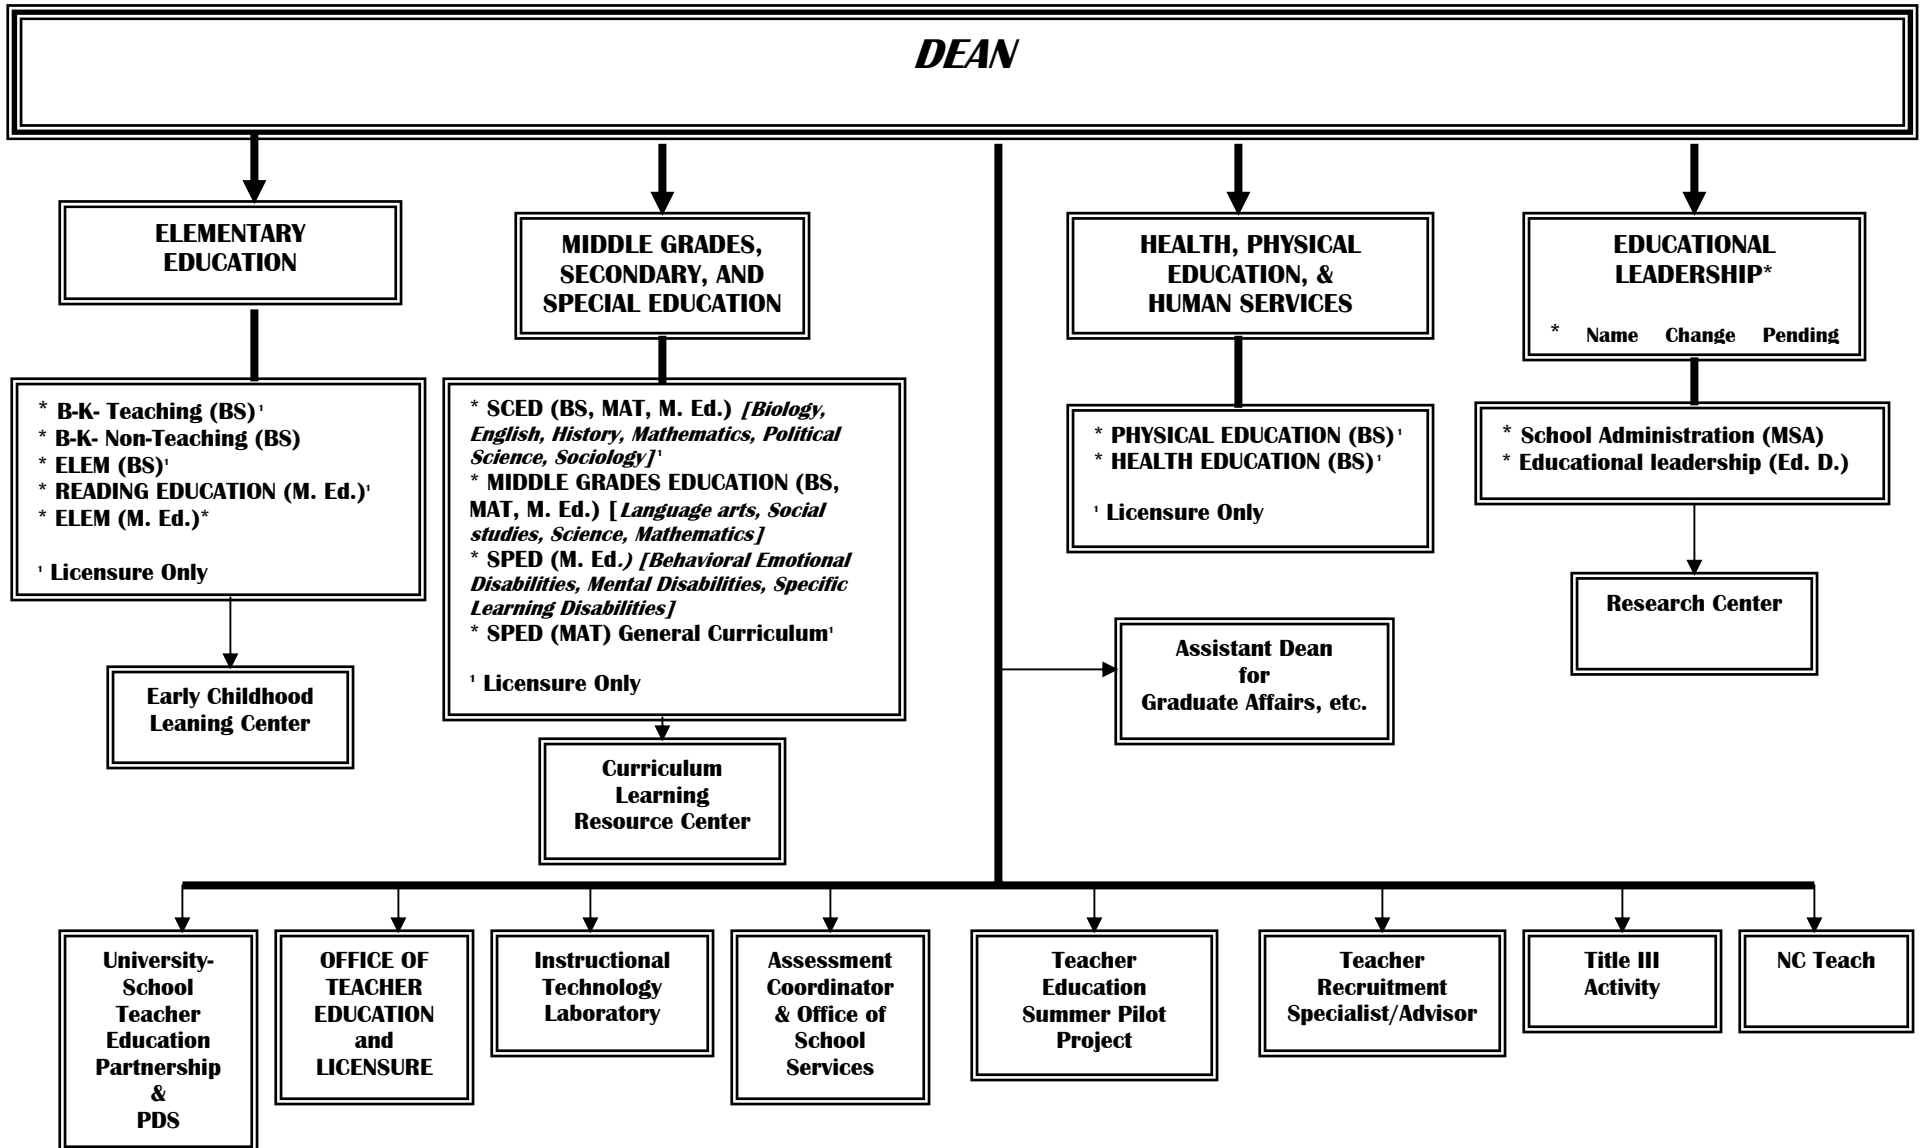 DEAN
ELEMENTARY
EDUCATION
MIDDLE GRADES,
SECONDARY, AND
SPECIAL EDUCATION
HEALTH, PHYSICAL
EDUCATION, &
HUMAN SERVICES
EDUCATIONAL
LEADERSHIP*
* Name Change Pending
* B-K- Teaching (BS)¹
* B-K- Non-Teaching (BS)
* ELEM (BS)¹
* READING EDUCATION (M. Ed.)¹
* ELEM (M. Ed.)*
¹ Licensure Only
* SCED (BS, MAT, M. Ed.) [Biology,
English, History, Mathematics, Political
Science, Sociology]¹
* MIDDLE GRADES EDUCATION (BS,
MAT, M. Ed.) [Language arts, Social
studies, Science, Mathematics]
* SPED (M. Ed.) [Behavioral Emotional
Disabilities, Mental Disabilities, Specific
Learning Disabilities]
* SPED (MAT) General Curriculum¹
¹ Licensure Only
* PHYSICAL EDUCATION (BS)¹
* HEALTH EDUCATION (BS)¹
¹ Licensure Only
* School Administration (MSA)
* Educational leadership (Ed. D.)
Research Center
Assistant Dean
for
Graduate Affairs, etc.
Early Childhood
Leaning Center
Curriculum
Learning
Resource Center
University-
School
Teacher
Education
Partnership
&
PDS
OFFICE OF
TEACHER
EDUCATION
and
LICENSURE
Instructional
Technology
Laboratory
Assessment
Coordinator
& Office of
School
Services
Teacher
Education
Summer Pilot
Project
Teacher
Recruitment
Specialist/Advisor
Title III
Activity
NC Teach